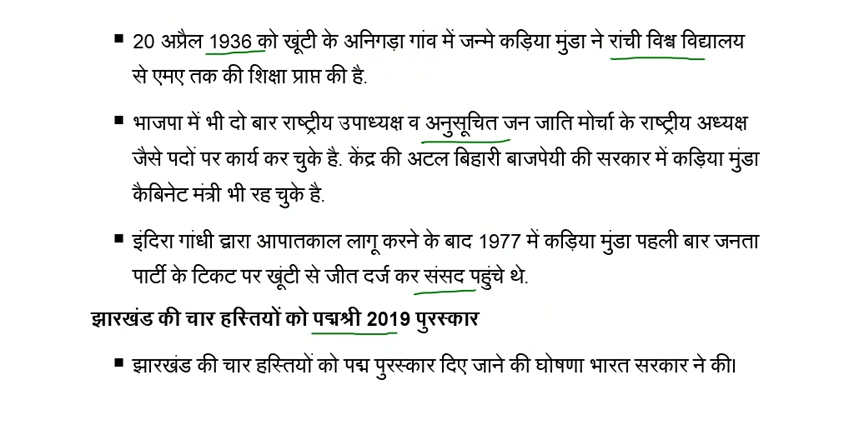 ▪ 20 अप्रैल 1936 को खूंटी के अनिगड़ा गांव में जन्मे कड़िया मुंडा ने रांची विश्व विद्यालय
से एमए तक की शिक्षा प्राप्त की है.
▪ भाजपा में भी दो बार राष्ट्रीय उपाध्यक्ष व अनुसूचित जन जाति मोर्चा के राष्ट्रीय अध्यक्ष
जैसे पदों पर कार्य कर चुके है. केंद्र की अटल बिहारी बाजपेयी की सरकार में कड़िया मुंडा
कैबिनेट मंत्री भी रह चुके है.
▪ इंदिरा गांधी द्वारा आपातकाल लागू करने के बाद 1977 में कड़िया मुंडा पहली बार जनता
पार्टी के टिकट पर खूंटी से जीत दर्ज कर संसद पहुंचे थे.
झारखंड की चार हस्तियों को पद्मश्री 2019 पुरस्कार
▪ झारखंड की चार हस्तियों को पद्म पुरस्कार दिए जाने की घोषणा भारत सरकार ने की।